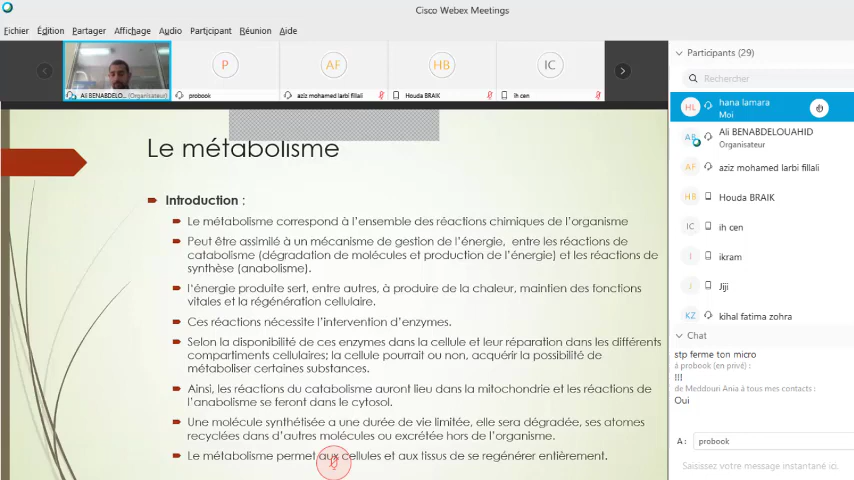 Cisco Webex Meetings
Fichier Édition Partager Affichage Audio Participant Réunion Aide
P
AF
HB
IC
Ali BENABDELO... (Organisateur)
probook
aziz mohamed larbi fillali
Houda BRAIK
ih cen
Participants (29)
Rechercher
HL
hana lamara
Moi
Ali BENABDELOUAHID
Organisateur
AF aziz mohamed larbi fillali
HB Houda BRAIK
IC ih cen
I ikram
J Jiji
KZ kihal fatima zohra
Chat
stp ferme ton micro
à probook (en privé) :
!!!
de Meddouri Ania à tous mes contacts :
Oui
A: probook
Saisissez votre message instantané ici.
Le métabolisme
Introduction :
Le métabolisme correspond à l'ensemble des réactions chimiques de l'organisme
Peut être assimilé à un mécanisme de gestion de l'énergie, entre les réactions de
catabolisme (dégradation de molécules et production de l'énergie) et les réactions de
synthèse (anabolisme).
l'énergie produite sert, entre autres, à produire de la chaleur, maintien des fonctions
vitales et la régénération cellulaire.
Ces réactions nécessite l'intervention d'enzymes.
Selon la disponibilité de ces enzymes dans la cellule et leur réparation dans les différents
compartiments cellulaires; la cellule pourrait ou non, acquérir la possibilité de
métaboliser certaines substances.
Ainsi, les réactions du catabolisme auront lieu dans la mitochondrie et les réactions de
l'anabolisme se feront dans le cytosol.
Une molécule synthétisée a une durée de vie limitée, elle sera dégradée, ses atomes
recyclées dans d'autres molécules ou excrétée hors de l'organisme.
Le métabolisme permet aux cellules et aux tissus de se regénérer entièrement.